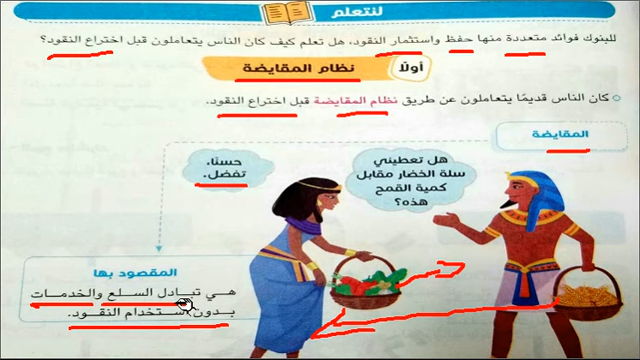 لنتعلم
للبنوك فوائد متعددة منها حفظ واستثمار النقود، هل تعلم كيف كان الناس يتعاملون قبل اختراع النقود؟
أولًا
نظام المقايضة
كان الناس قديمًا يتعاملون عن طريق نظام المقايضة قبل اختراع النقود.
المقايضة
هل تعطيني
سلة الخضار مقابل
كمية القمح
هذه؟
حسنًا،
تفضل.
المقصود بها
هي تبادل السلع والخدمات
بدون استخدام النقود.